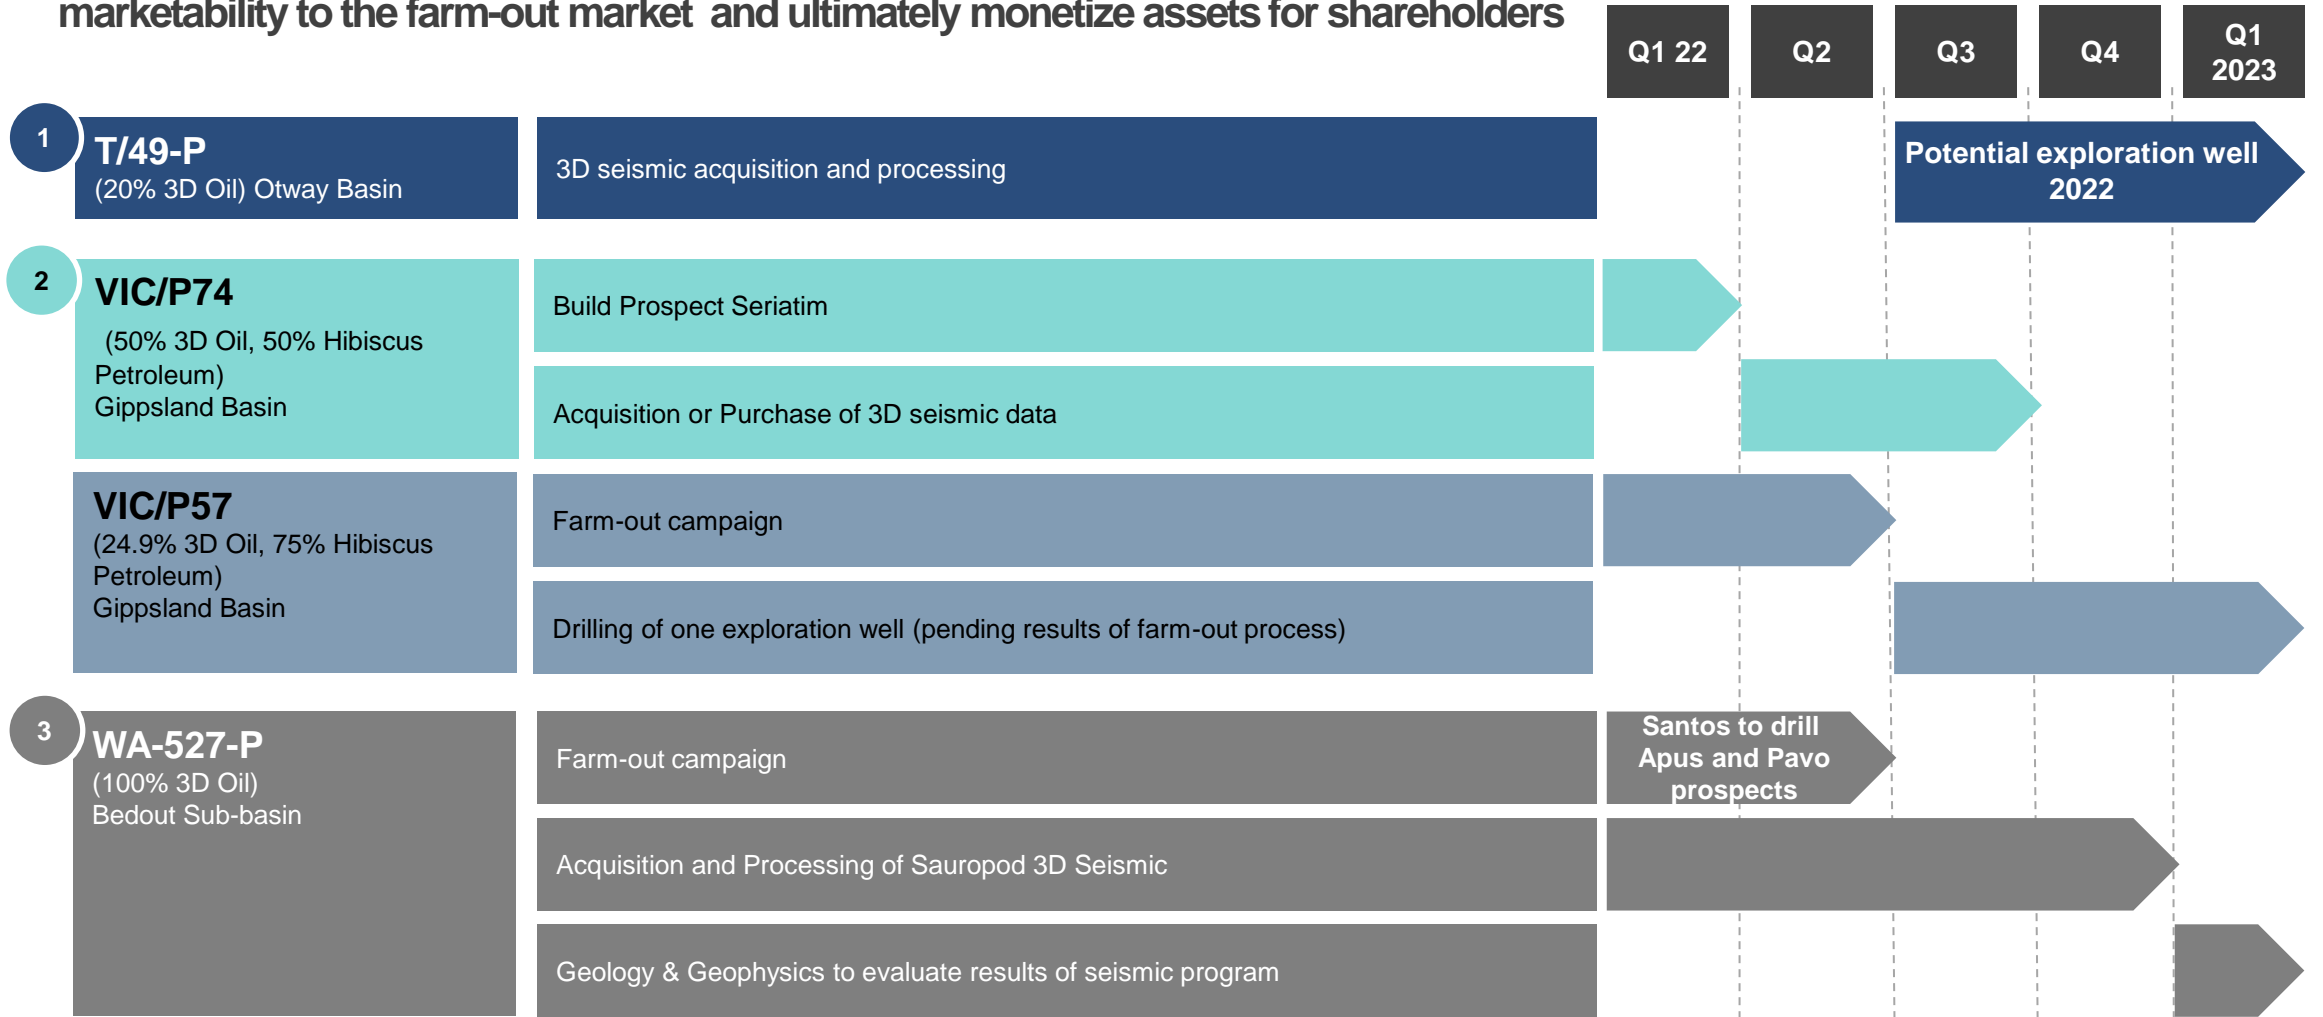 marketability to the farm-out market and ultimately monetize assets for shareholders
Q1 22
Q2
Q3
Q4
Q1
2023
1
T/49-P
(20% 3D Oil) Otway Basin
3D seismic acquisition and processing
Potential exploration well
2022
2
VIC/P74
(50% 3D Oil, 50% Hibiscus
Petroleum)
Gippsland Basin
Build Prospect Seriatim
Acquisition or Purchase of 3D seismic data
VIC/P57
(24.9% 3D Oil, 75% Hibiscus
Petroleum)
Gippsland Basin
Farm-out campaign
Drilling of one exploration well (pending results of farm-out process)
3
WA-527-P
(100% 3D Oil)
Bedout Sub-basin
Farm-out campaign
Santos to drill
Apus and Pavo
prospects
Acquisition and Processing of Sauropod 3D Seismic
Geology & Geophysics to evaluate results of seismic program